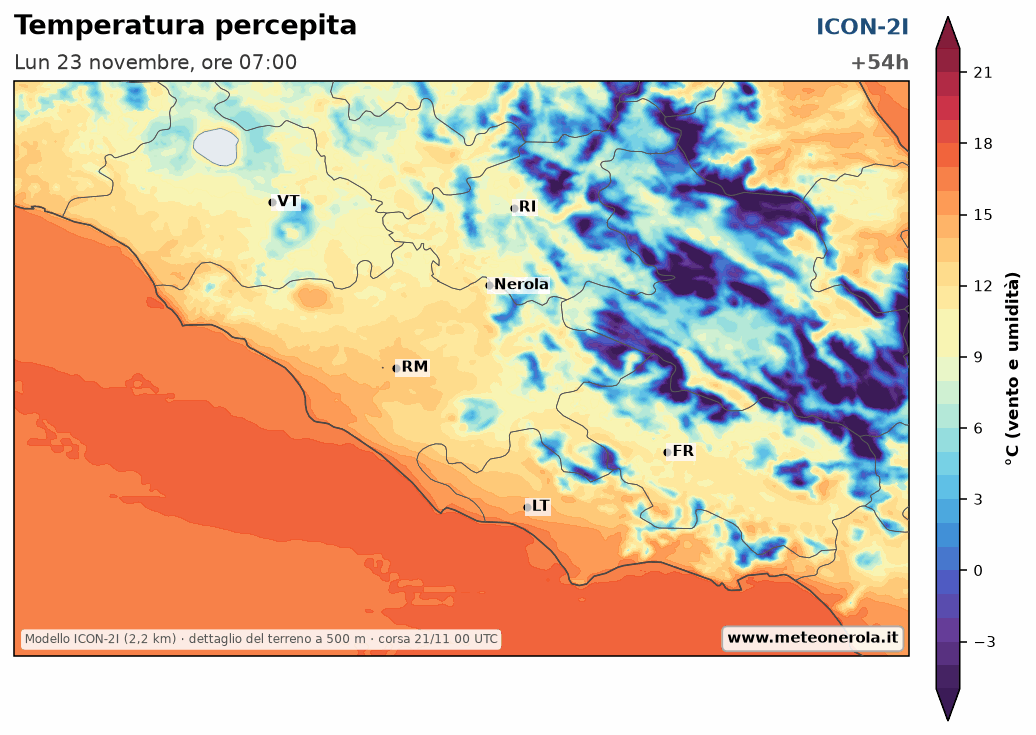 Temperatura percepita
ICON-2I
Lun 23 novembre, ore 07:00
+54h
VT
RI
Nerola
RM
FR
LT
Modello ICON-2I (2,2 km) · dettaglio del terreno a 500 m · corsa 21/11 00 UTC
www.meteonerola.it
21
18
15
12
9
6
3
0
−3
°C (vento e umidità)